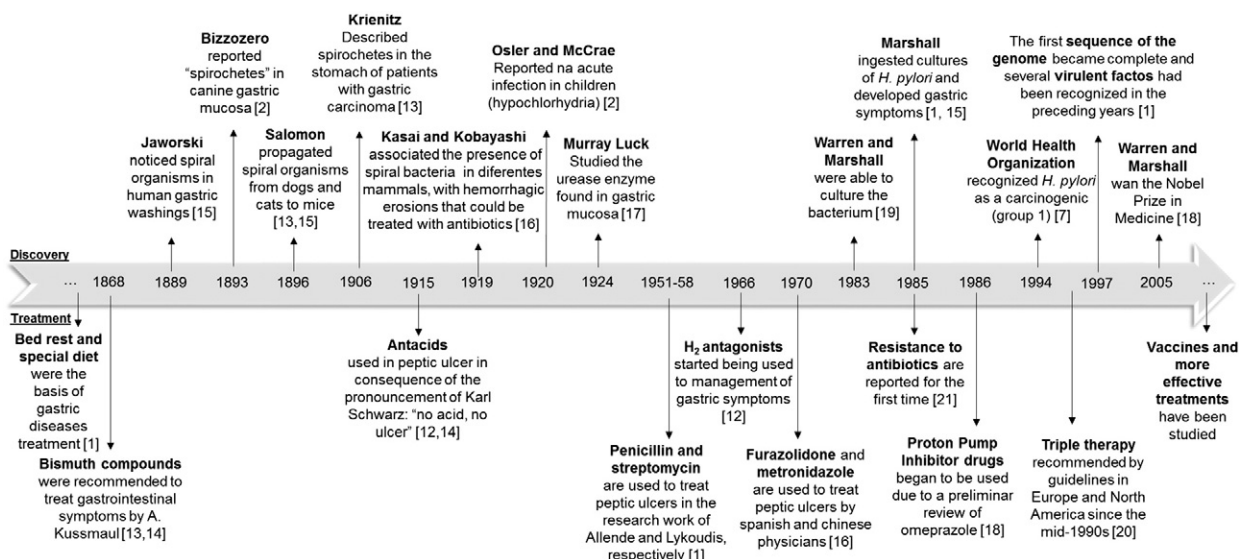 Jaworski
noticed spiral
organisms in
human gastric
washings [15]
Bizzozero
reported
“spirochetes” in
canine gastric
mucosa [2]
Salomon
propagated
spiral organisms
from dogs and
cats to mice
[13,15]
Krienitz
Described
spirochetes in the
stomach of patients
with gastric
carcinoma [13]
Kasai and Kobayashi
associated the presence of
spiral bacteria in diferentes
mammals, with hemorrhagic
erosions that could be
treated with antibiotics [16]
Osler and McCrae
Reported na acute
infection in children
(hypochlorhydria) [2]
Murray Luck
Studied the
urease enzyme
found in gastric
mucosa [17]
Warren and
Marshall
were able to
culture the
bacterium [19]
Marshall
ingested cultures
of H. pylori and
developed gastric
symptoms [1, 15]
World Health
Organization
recognized H. pylori
as a carcinogenic
(group 1) [7]
The first sequence of the
genome became complete and
several virulent factos had
been recognized in the
preceding years [1]
Warren and
Marshall
wan the Nobel
Prize in
Medicine [18]
Discovery
... 1868 1889 1893 1896 1906 1915 1919 1920 1924 1951-58 1966 1970 1983 1985 1986 1994 1997 2005 ...
Treatment
Bed rest and
special diet
were the
basis of
gastric
diseases
treatment [1]
Bismuth compounds
were recommended to
treat gastrointestinal
symptoms by A.
Kussmaul [13,14]
Antacids
used in peptic ulcer in
consequence of the
pronouncement of Karl
Schwarz: “no acid, no
ulcer” [12,14]
Penicillin and
streptomycin
are used to treat
peptic ulcers in the
research work of
Allende and Lykoudis,
respectively [1]
H₂ antagonists
started being used
to management of
gastric symptoms
[12]
Furazolidone and
metronidazole
are used to treat
peptic ulcers by
spanish and chinese
physicians [16]
Resistance to
antibiotics are
reported for the
first time [21]
Proton Pump
Inhibitor drugs
began to be used
due to a preliminar
review of
omeprazole [18]
Triple therapy
recommended by
guidelines in
Europe and North
America since the
mid-1990s [20]
Vaccines and
more
effective
treatments
have been
studied